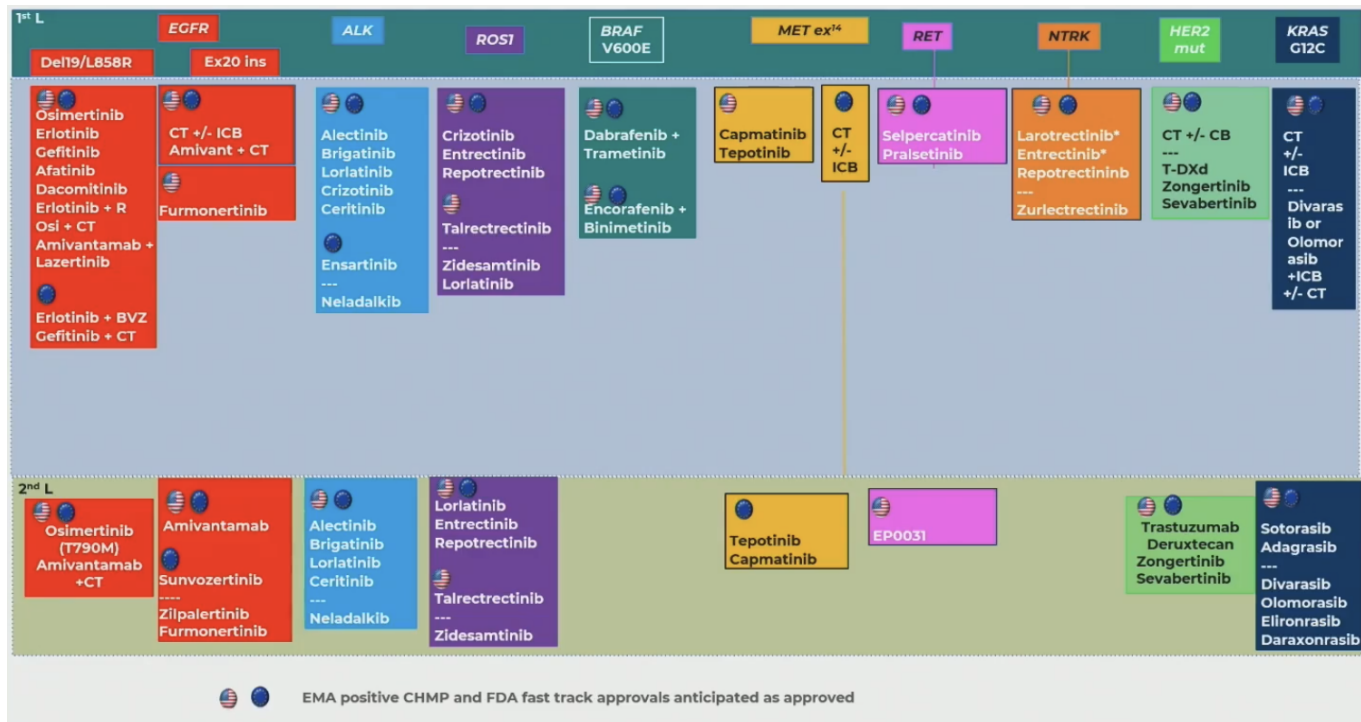 1st L
EGFR
Del19/L858R
Ex20 ins
ALK
ROS1
BRAF
V600E
MET ex14
RET
NTRK
HER2
mut
KRAS
G12C
Osimertinib
Erlotinib
Gefitinib
Afatinib
Dacomitinib
Erlotinib + R
Osi + CT
Amivantamab +
Lazertinib
Erlotinib + BVZ
Gefitinib + CT
CT +/- ICB
Amivant + CT
Furmonertinib
Alectinib
Brigatinib
Lorlatinib
Crizotinib
Ceritinib
Ensartinib
---
Neladalkib
Crizotinib
Entrectinib
Repotrectinib
Talrectrectinib
---
Zidesamtinib
Lorlatinib
Dabrafenib +
Trametinib
Encorafenib +
Binimetinib
Capmatinib
Tepotinib
CT
+/-
ICB
Selpercatinib
Pralsetinib
Larotrectinib*
Entrectinib*
Repotrectininb
---
Zurlectrectinib
CT +/- CB
---
T-DXd
Zongertinib
Sevabertinib
CT
+/-
ICB
---
Divaras
ib or
Olomor
asib
+ICB
+/- CT
2nd L
Osimertinib
(T790M)
Amivantamab
+CT
Amivantamab
Sunvozertinib
----
Zilpalertinib
Furmonertinib
Alectinib
Brigatinib
Lorlatinib
Ceritinib
---
Neladalkib
Lorlatinib
Entrectinib
Repotrectinib
Talrectrectinib
---
Zidesamtinib
Tepotinib
Capmatinib
EP0031
Trastuzumab
Deruxtecan
Zongertinib
Sevabertinib
Sotorasib
Adagrasib
---
Divarasib
Olomorasib
Elironrasib
Daraxonrasib
EMA positive CHMP and FDA fast track approvals anticipated as approved